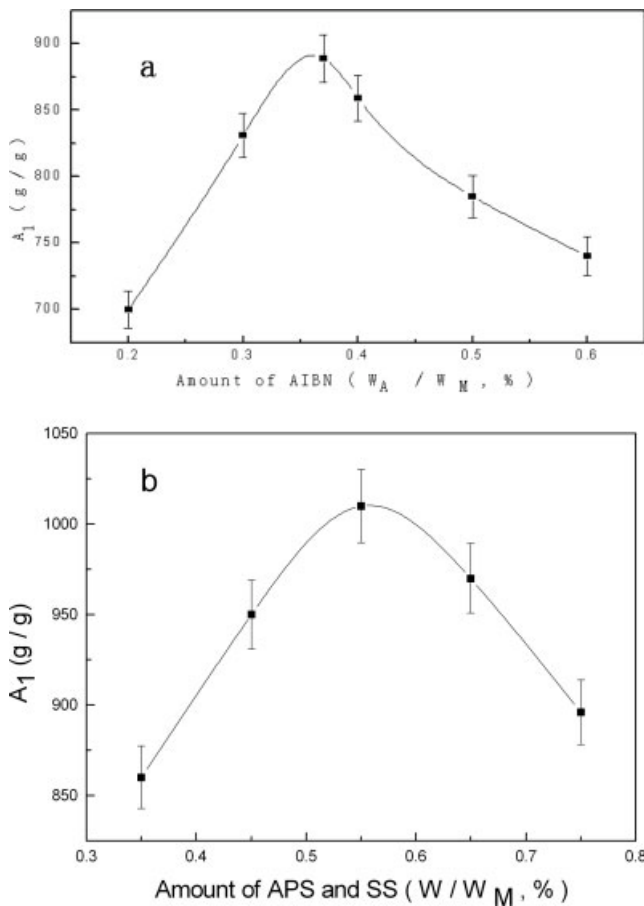 a
900
850
800
750
700
A1 (g/g)
0.2 0.3 0.4 0.5 0.6
Amount of AIBN ( WA / WM , %)
b
1050
1000
950
900
850
A1 (g / g)
0.3 0.4 0.5 0.6 0.7 0.8
Amount of APS and SS ( W / WM , %)